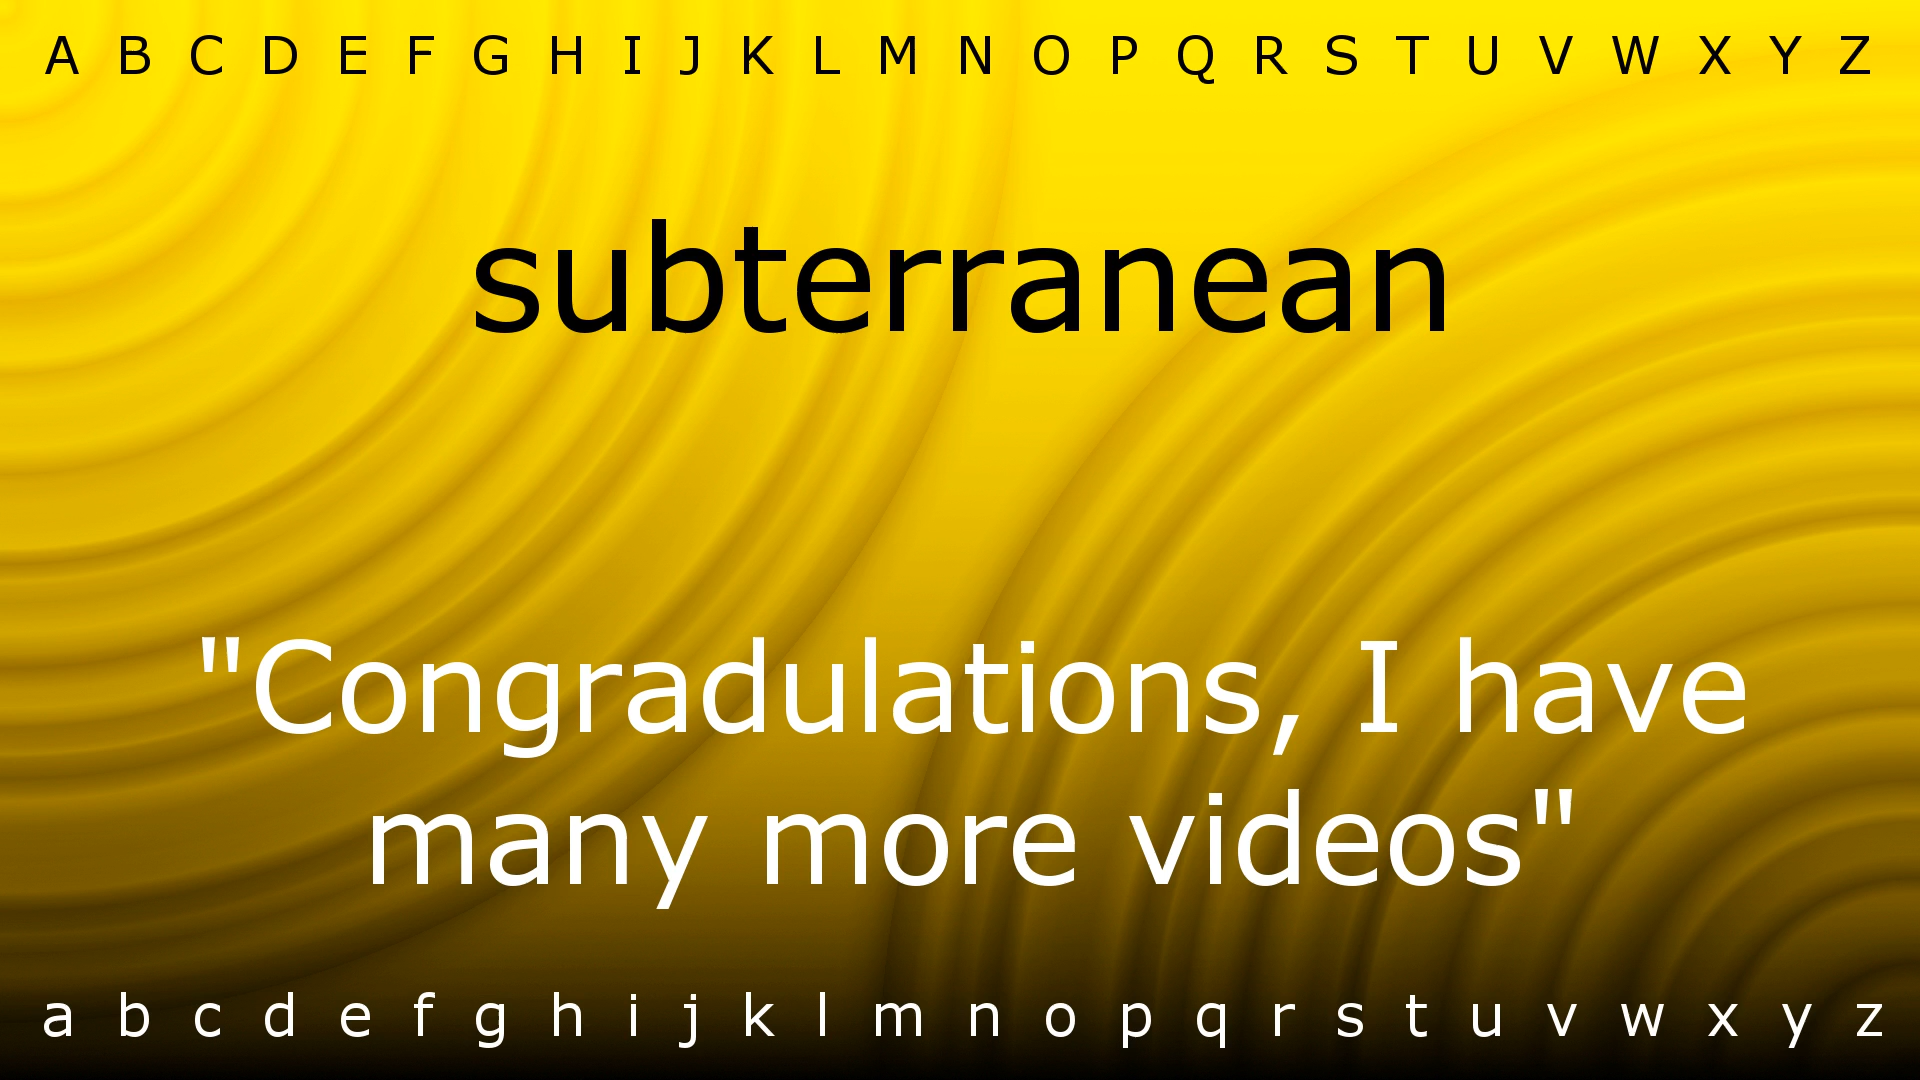 A B C D E F G H I J K L M N O P Q R S T U V W X Y Z
subterranean
"Congradulations, I have
many more videos"
a b c d e f g h i j k l m n o p q r s t u v w x y z